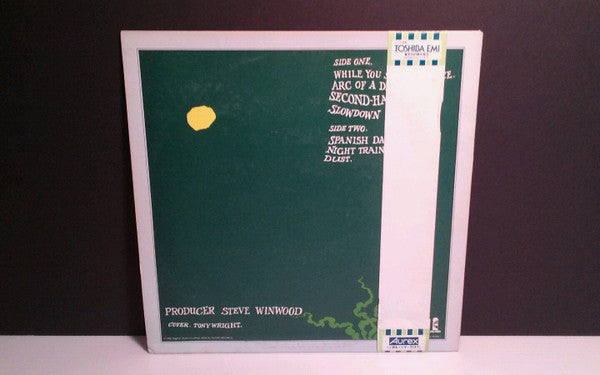 TOSHIDA EMI
SIDE ONE.
WHILE YOU S
ARC OF A D
SECOND-HA
SLOWDOWN
SIDE TWO.
SPANISH DA
NIGHT TRAIN
DUST.
PRODUCER STEVE WINWOOD
COVER. TONY WRIGHT.
Aurex